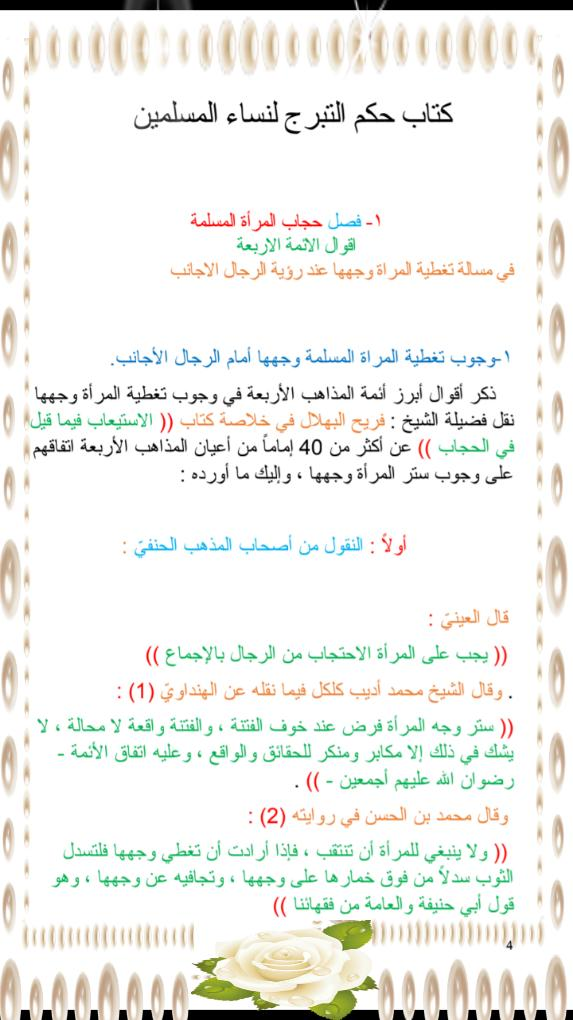 كتاب حكم التبرج لنساء المسلمين
١- فصل حجاب المرأة المسلمة
اقوال الائمة الاربعة
في مسالة تغطية المراة وجهها عند رؤية الرجال الاجانب
١-وجوب تغطية المراة المسلمة وجهها أمام الرجال الأجانب.
ذكر أقوال أبرز أئمة المذاهب الأربعة في وجوب تغطية المرأة وجهها
نقل فضيلة الشيخ : فريح البهلال في خلاصة كتاب (( الاستيعاب فيما قيل
في الحجاب )) عن أكثر من 40 إماماً من أعيان المذاهب الأربعة اتفاقهم
على وجوب ستر المرأة وجهها ، وإليك ما أورده :
أولاً : النقول من أصحاب المذهب الحنفيّ :
قال العينيّ :
(( يجب على المرأة الاحتجاب من الرجال بالإجماع ))
. وقال الشيخ محمد أديب كلكل فيما نقله عن الهنداويّ (1) :
(( ستر وجه المرأة فرض عند خوف الفتنة ، والفتنة واقعة لا محالة ، لا
يشك في ذلك إلا مكابر ومنكر للحقائق والواقع ، وعليه اتفاق الأئمة -
رضوان الله عليهم أجمعين - )) .
وقال محمد بن الحسن في روايته (2) :
(( ولا ينبغي للمرأة أن تنتقب ، فإذا أرادت أن تغطي وجهها فلتسدل
الثوب سدلاً من فوق خمارها على وجهها ، وتجافيه عن وجهها ، وهو
قول أبي حنيفة والعامة من فقهائنا ))
4